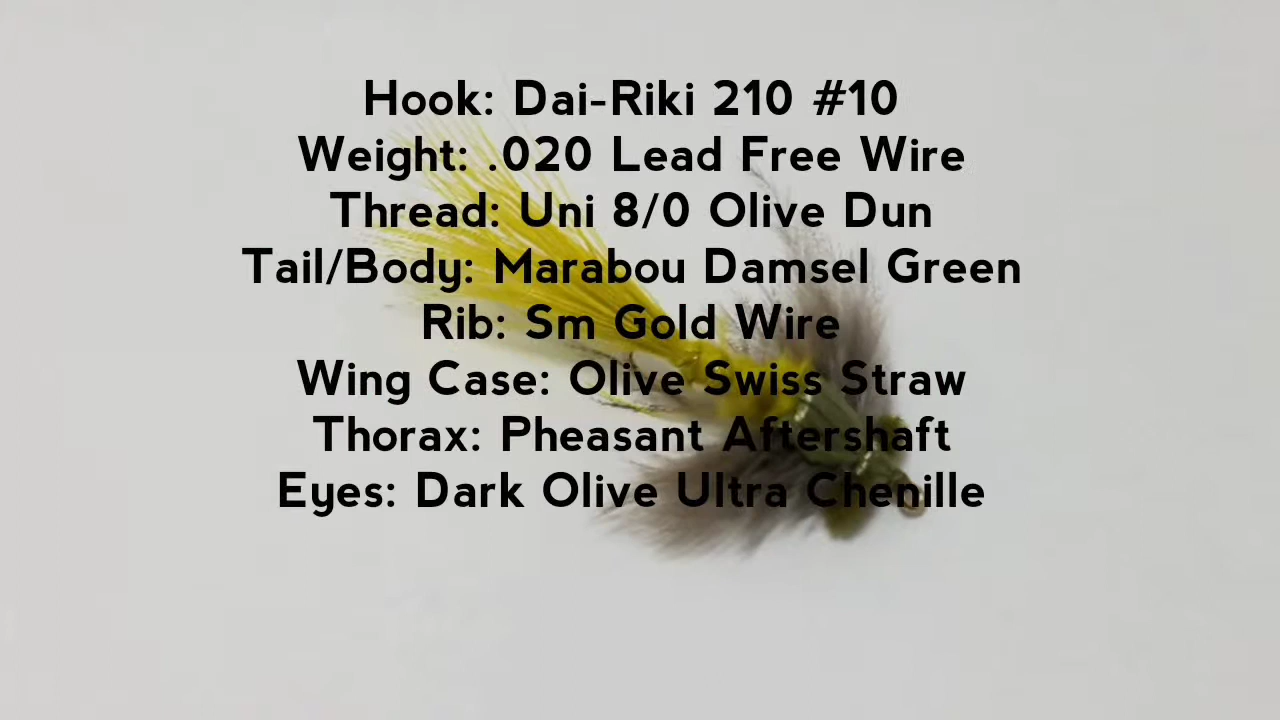 Hook: Dai-Riki 210 #10
Weight: .020 Lead Free Wire
Thread: Uni 8/0 Olive Dun
Tail/Body: Marabou Damsel Green
Rib: Sm Gold Wire
Wing Case: Olive Swiss Straw
Thorax: Pheasant Aftershaft
Eyes: Dark Olive Ultra Chenille